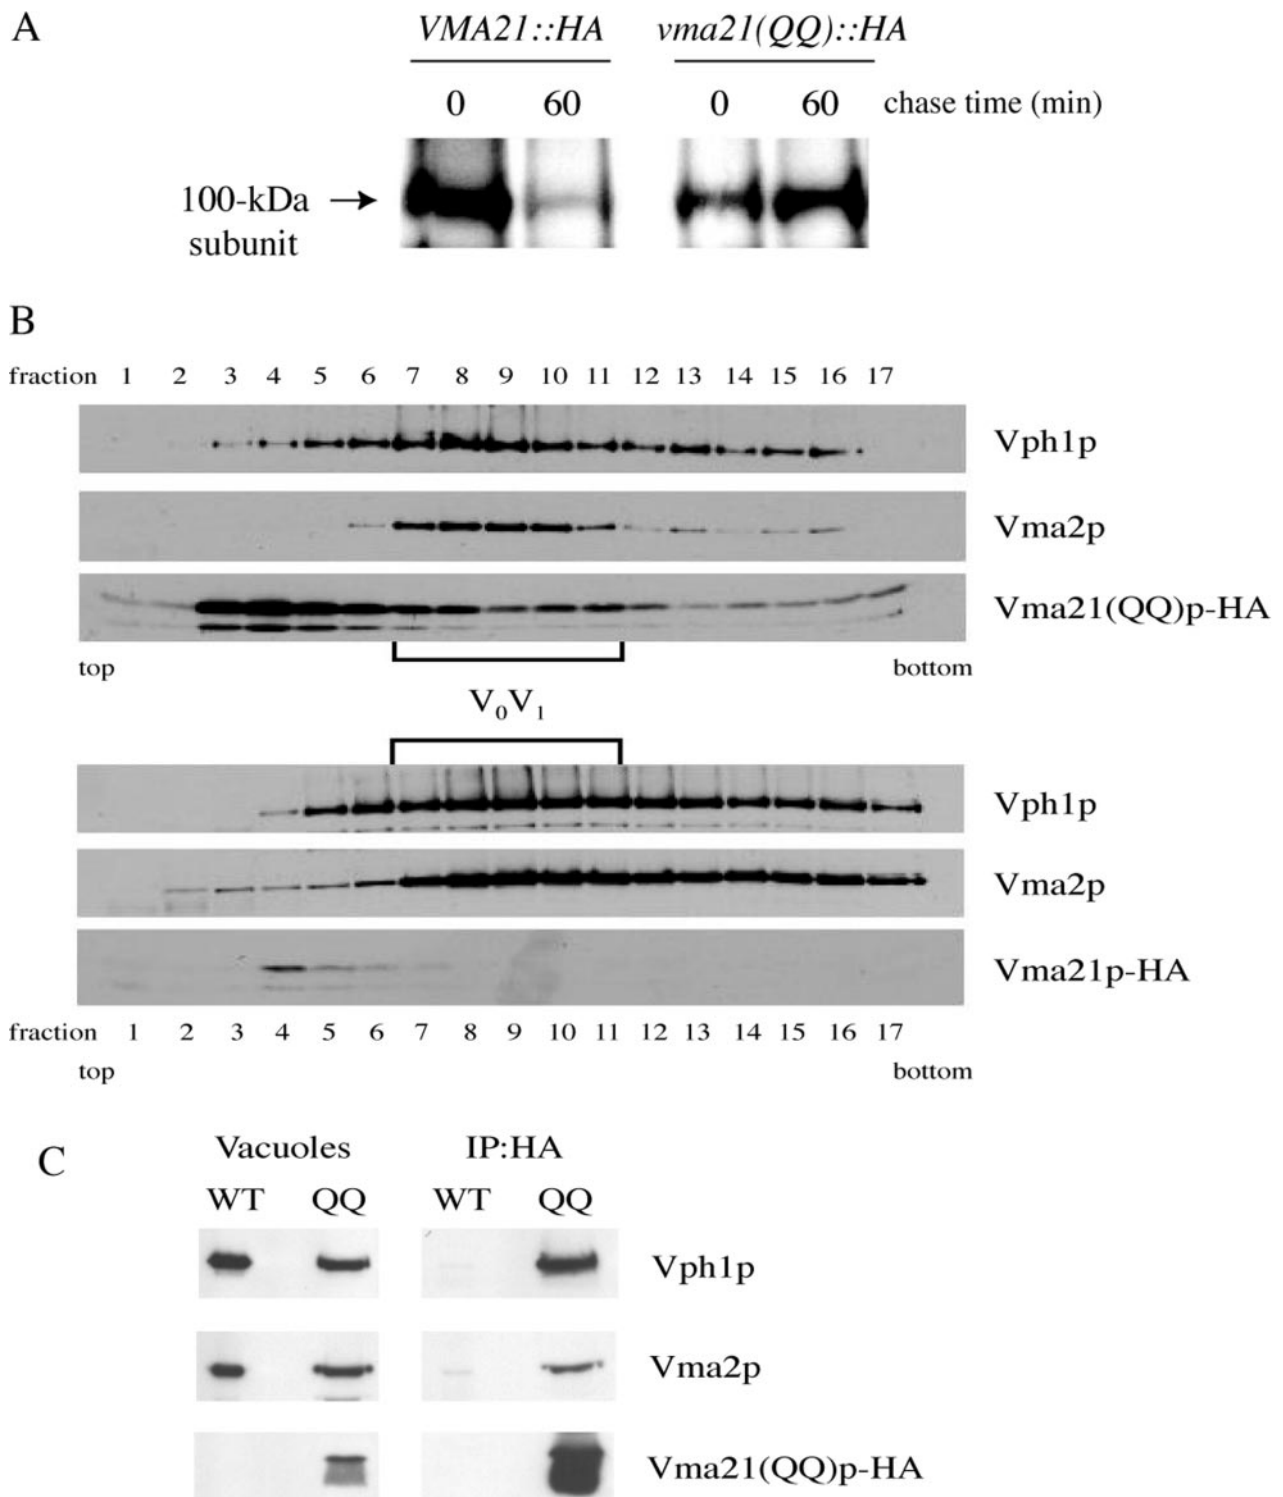 A
VMA21::HA vma21(QQ)::HA
0 60 0 60 chase time (min)
100-kDa
subunit
B
fraction 1 2 3 4 5 6 7 8 9 10 11 12 13 14 15 16 17
Vph1p
Vma2p
Vma21(QQ)p-HA
top bottom
V0V1
Vph1p
Vma2p
Vma21p-HA
fraction 1 2 3 4 5 6 7 8 9 10 11 12 13 14 15 16 17
top bottom
C
Vacuoles IP:HA
WT QQ WT QQ
Vph1p
Vma2p
Vma21(QQ)p-HA